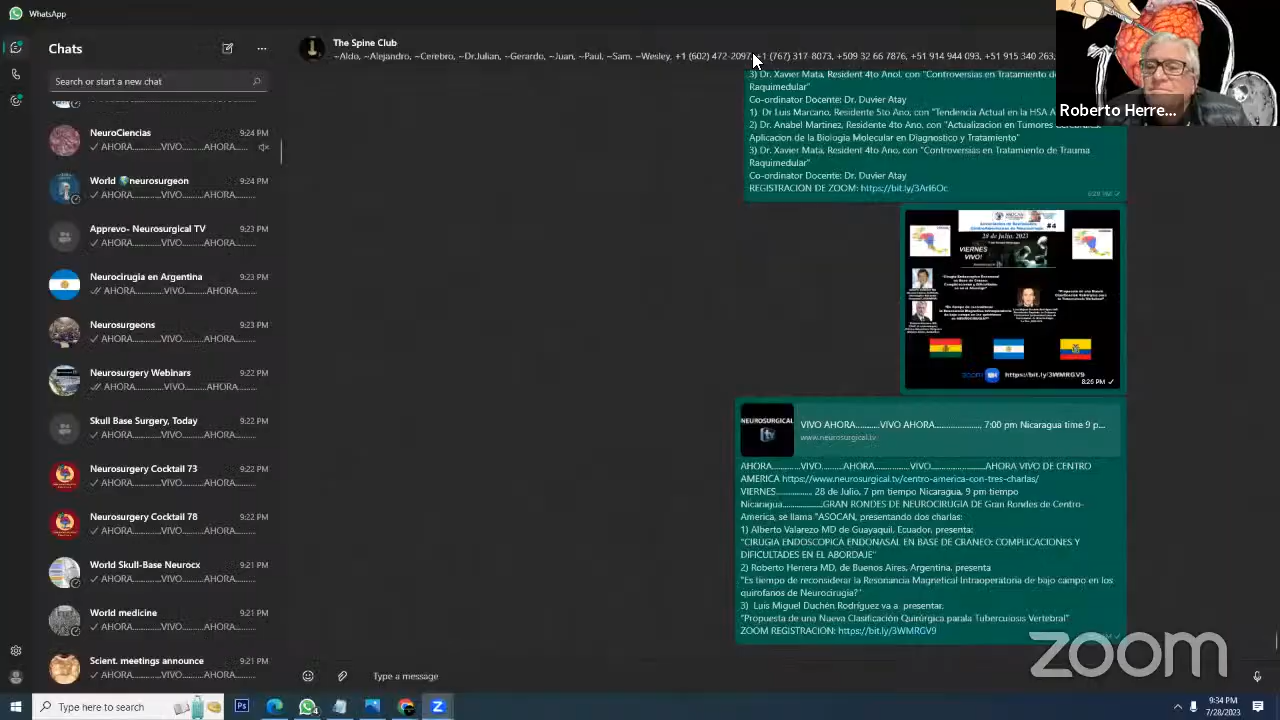 WhatsApp
Chats
The Spine Club
~Aldo, ~Alejandro, ~Cerebro, ~Dr.Julian, ~Gerardo, ~Juan, ~Paul, ~Sam, ~Wesley, +1 (602) 472-2097, +1 (767) 317-8073, +509 32 66 7876, +51 914 944 093, +51 915 340 263,
Roberto Herre...
Search or start a new chat
9:24 PM
neurosurgeon
9:24 PM
Japanese Neurosurgical TV
9:23 PM
Neurocirugia en Argentina
9:23 PM
AHORA............VIVO.........AHORA...
Neurosurgeons
9:23 PM
AHORA............VIVO.........AHORA...
Neurosurgery Webinars
9:22 PM
AHORA............VIVO.........AHORA...
Skull Base Surgery, Today
9:22 PM
AHORA............VIVO.........AHORA...
Neurosurgery Cocktail 73
9:22 PM
AHORA............VIVO.........AHORA...
Neurosurgery Cocktail 78
9:22 PM
AHORA............VIVO.........AHORA...
9:21 PM
AHORA............VIVO.........AHORA...
World medicine
9:21 PM
AHORA............VIVO.........AHORA...
Scient. meetings announce
9:21 PM
AHORA............VIVO.........AHORA...
3) Dr. Xavier Mata, Resident 4to Anol, con "Controversias en Tratamiento de
Raquimedular"
Co-ordinator Docente: Dr. Duvier Atay
1) Dr Luis Marcano, Residente 5to Ano, con "Tendencia Actual en la HSA
2) Dr. Anabel Martinez, Residente 4to Ano, con "Actualizacion en Tumores Cerebrales.
Aplicacion de la Biologia Molecular en Diagnostico y Tratamiento"
3) Dr. Xavier Mata, Resident 4to Ano, con "Controversias en Tratamiento de Trauma
Raquimedular"
Co-ordinator Docente: Dr. Duvier Atay
REGISTRACION DE ZOOM: https://bit.ly/3ArI6Oc
#4
28 de Julio, 2023
VIERNES
VIVO!
zoom https://bit.ly/3WMRGV9
8:26 PM
NEUROSURGICAL
tv
VIVO AHORA...........VIVO AHORA....................., 7:00 pm Nicaragua time 9 p...
www.neurosurgical.tv
AHORA............VIVO.........AHORA...............VIVO.......................AHORA VIVO DE CENTRO
AMERICA https://www.neurosurgical.tv/centro-america-con-tres-charlas/
VIERNES................, 28 de Julio, 7 pm tiempo Nicaragua, 9 pm tiempo
Nicaragua...................GRAN RONDES DE NEUROCIRUGIA DE Gran Rondes de Centro-
America, se llama "ASOCAN, presentando dos charlas:
1) Alberto Valarezo MD de Guayaquil, Ecuador, presenta:
"CIRUGIA ENDOSCOPICA ENDONASAL EN BASE DE CRANEO: COMPLICACIONES Y
DIFICULTADES EN EL ABORDAJE"
2) Roberto Herrera MD, de Buenos Aires, Argentina, presenta
"Es tiempo de reconsiderar la Resonancia Magnetical Intraoperatoria de bajo campo en los
quirofanos de Neurocirugia?"
3) Luis Miguel Duchén Rodríguez va a presentar,
"Propuesta de una Nueva Clasificación Quirúrgica parala Tuberculosis Vertebral"
ZOOM REGISTRACION: https://bit.ly/3WMRGV9
zoom
Type a message
Type here to search
9:34 PM
7/28/2023